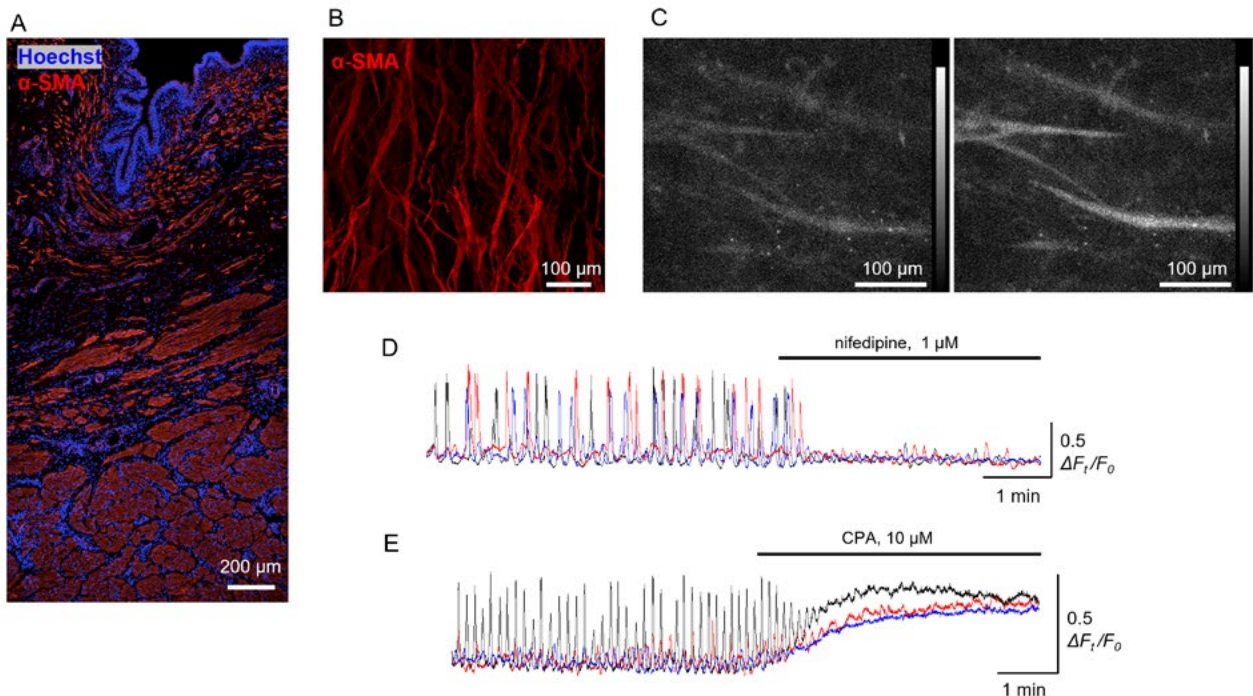 A
Hoechst
α-SMA
200 μm
B
α-SMA
100 μm
C
100 μm
100 μm
D
nifedipine, 1 μM
0.5
ΔFt/F0
1 min
E
CPA, 10 μM
0.5
ΔFt/F0
1 min